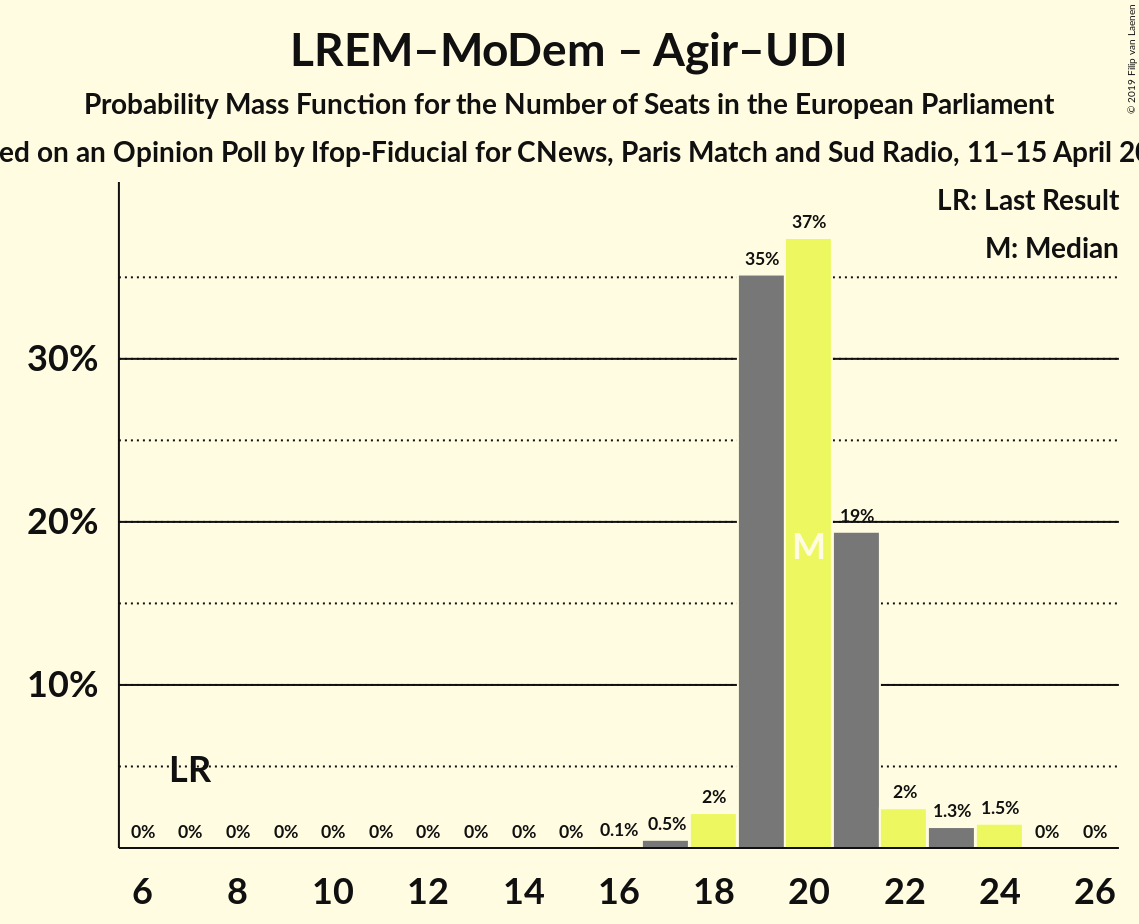 LREM–MoDem – Agir–UDI
Probability Mass Function for the Number of Seats in the European Parliament
ed on an Opinion Poll by Ifop-Fiducial for CNews, Paris Match and Sud Radio, 11–15 April 20
© 2019 Filip van Laenen
LR: Last Result
M: Median
37%
35%
30%
20%
19%
M
10%
LR
0% 0% 0% 0% 0% 0% 0% 0% 0% 0% 0.1% 0.5% 2% 2% 1.3% 1.5% 0% 0%
6 8 10 12 14 16 18 20 22 24 26